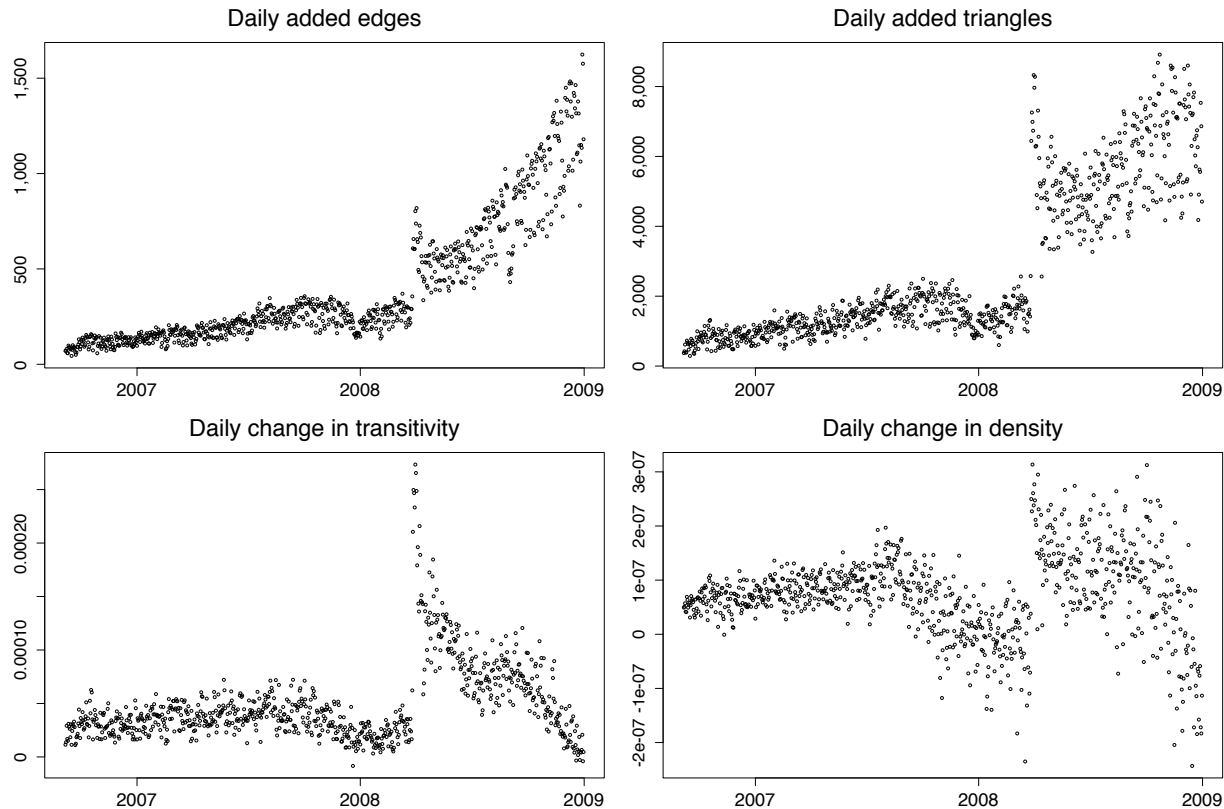 Daily added edges
1,500
1,000
500
0
2007
2008
2009
Daily added triangles
8,000
6,000
4,000
2,000
0
2007
2008
2009
Daily change in transitivity
0.00020
0.00010
0
2007
2008
2009
Daily change in density
3e-07
2e-07
1e-07
0
-1e-07
-2e-07
2007
2008
2009